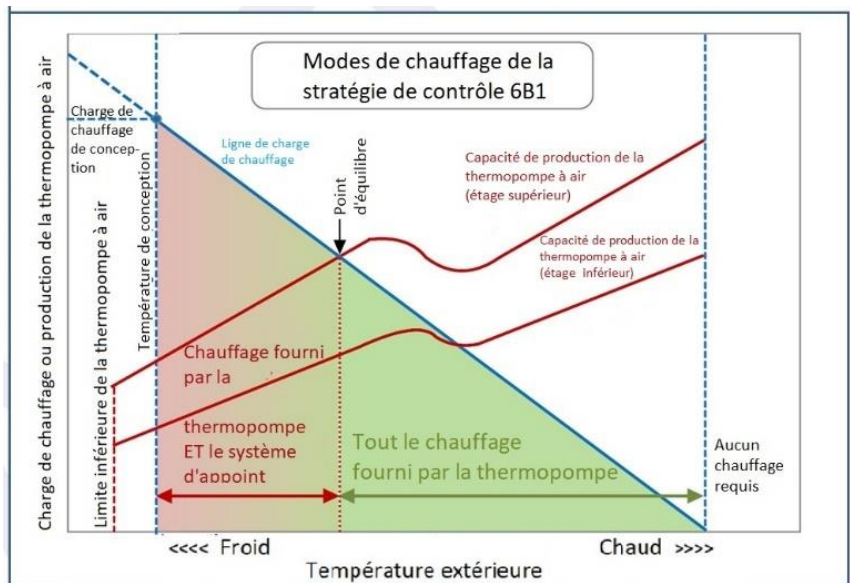 Modes de chauffage de la
stratégie de contrôle 6B1
Charge de chauffage ou production de la thermopompe à air
Charge de
chauffage
de concep-
tion
Limite inférieure de la thermopompe à air
Température de conception
Ligne de charge
de chauffage
Point
d'équilibre
Capacité de production de la
thermopompe à air
(étage supérieur)
Capacité de production de la
thermopompe à air
(étage inférieur)
Chauffage fourni
par la
thermopompe
ET le système
d'appoint
Tout le chauffage
fourni par la thermopompe
Aucun
chauffage
requis
<<<< Froid
Chaud >>>>
Température extérieure